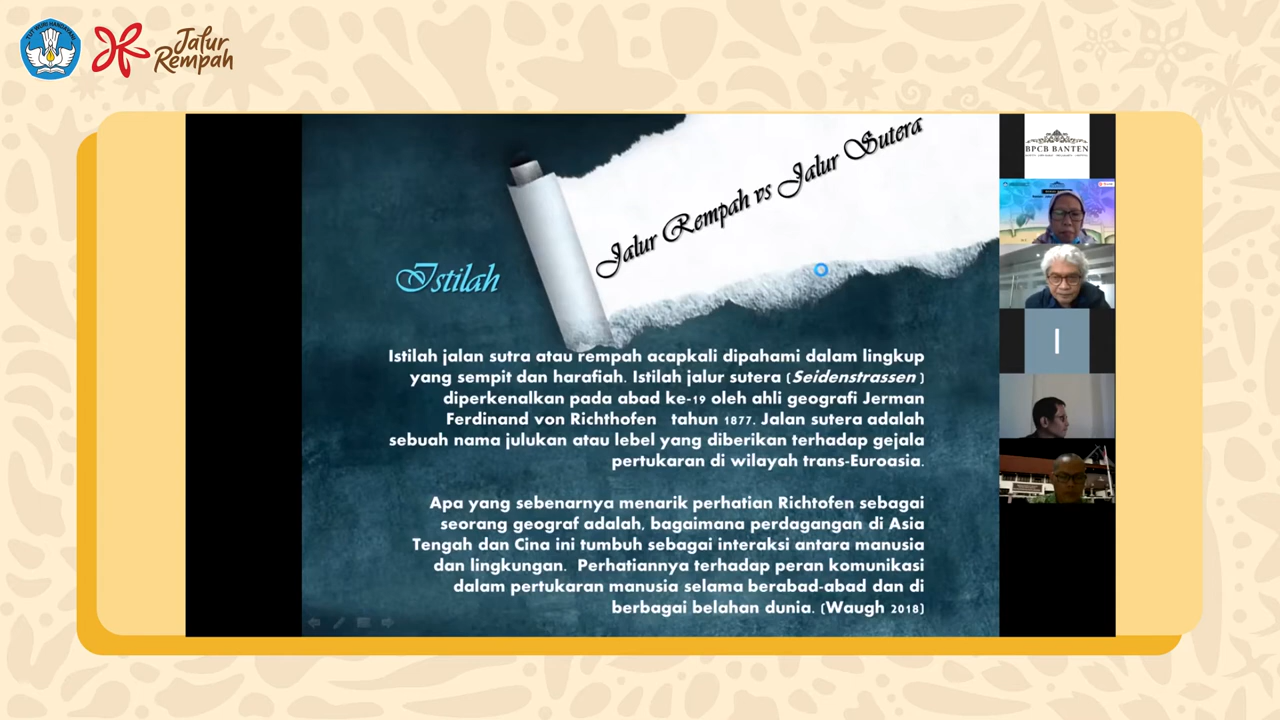 TUT WURI HANDAYANI
Jalur
Rempah
Jalur Rempah vs Jalur Sutera
Istilah
Istilah jalan sutra atau rempah acapkali dipahami dalam lingkup
yang sempit dan harafiah. Istilah jalur sutera (Seidenstrassen )
diperkenalkan pada abad ke-19 oleh ahli geografi Jerman
Ferdinand von Richthofen tahun 1877. Jalan sutera adalah
sebuah nama julukan atau lebel yang diberikan terhadap gejala
pertukaran di wilayah trans-Euroasia.
Apa yang sebenarnya menarik perhatian Richtofen sebagai
seorang geograf adalah, bagaimana perdagangan di Asia
Tengah dan Cina ini tumbuh sebagai interaksi antara manusia
dan lingkungan. Perhatiannya terhadap peran komunikasi
dalam pertukaran manusia selama berabad-abad dan di
berbagai belahan dunia. (Waugh 2018)
BPCB BANTEN
I